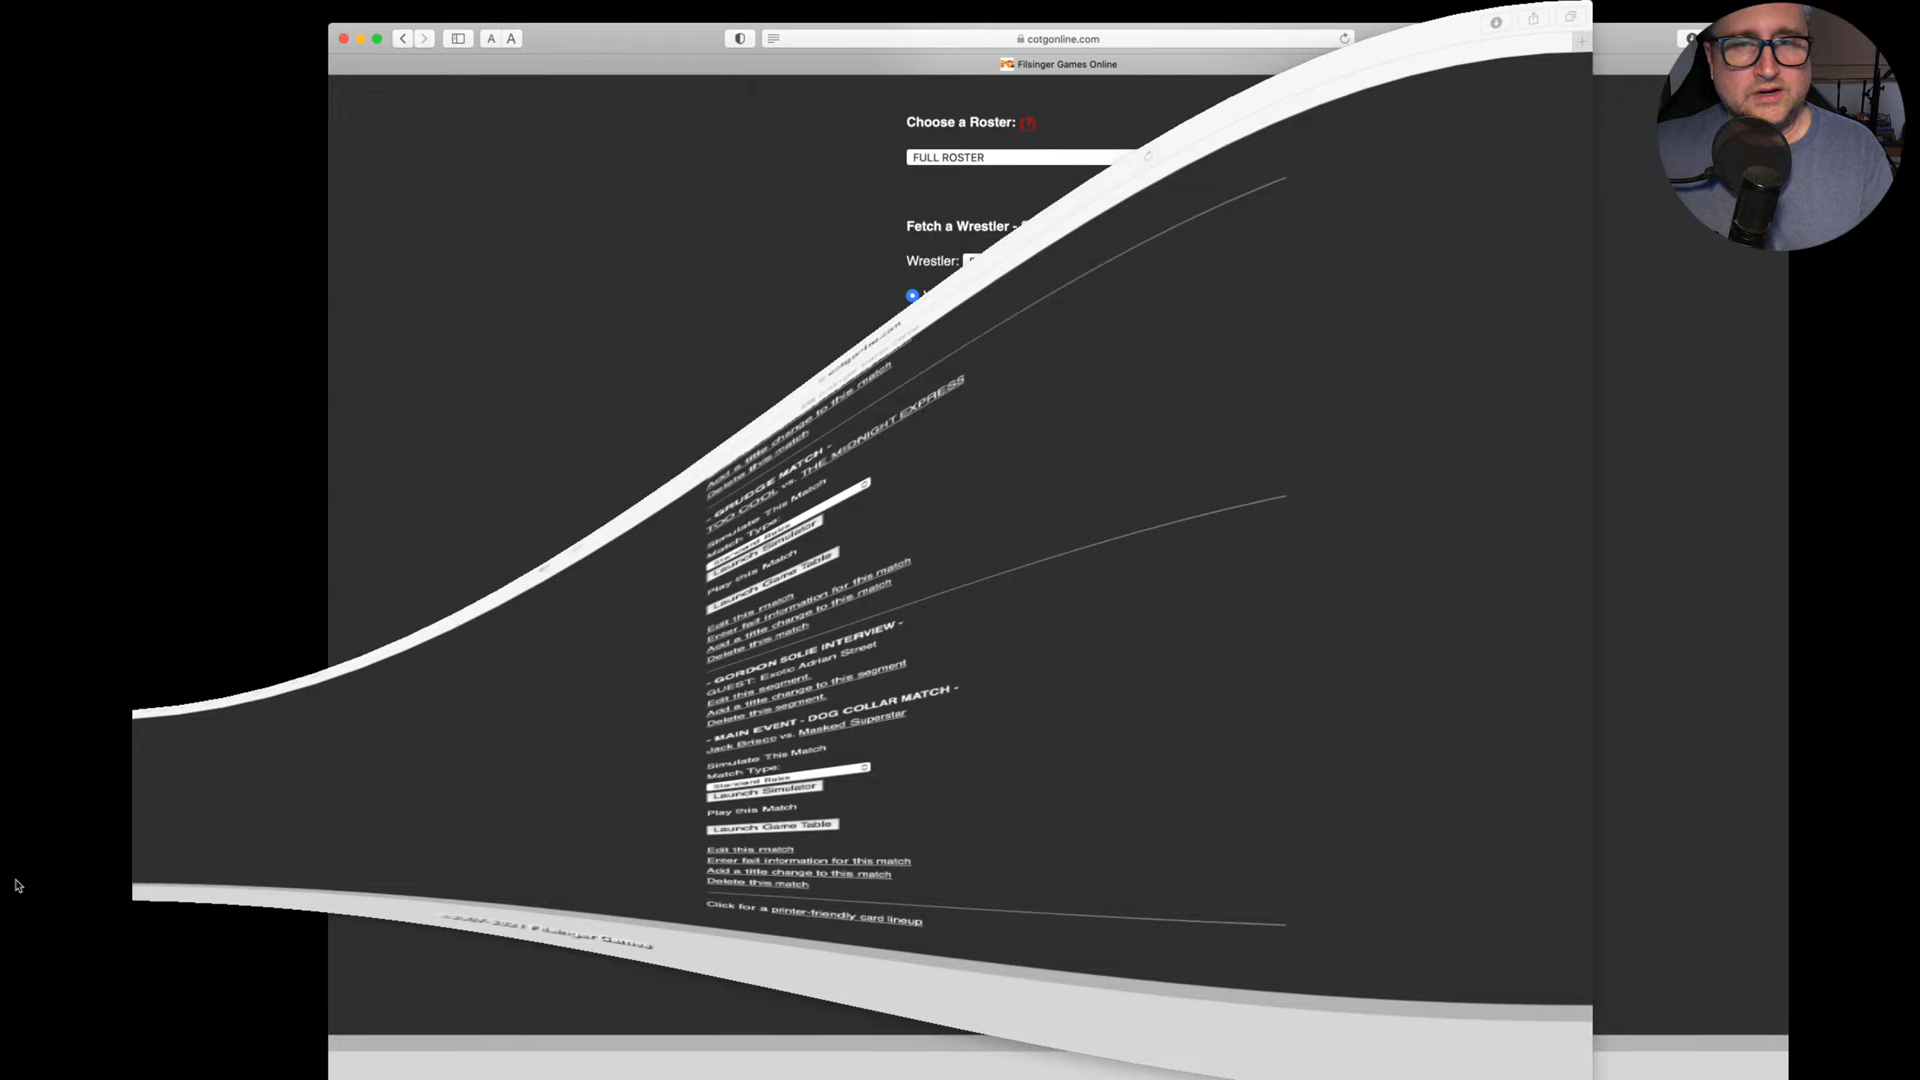 A A
cotgonline.com
Filsinger Games Online
Choose a Roster: [?]
FULL ROSTER
Fetch a Wrestler -
Wrestler:
cotgonline.com
Add a title change to this match
Delete this match
- GRUDGE MATCH -
TOO COOL vs. THE MIDNIGHT EXPRESS
Simulate This Match
Match Type:
Standard Rules
Launch Simulator
Play this Match
Launch Game Table
Edit this match
Enter fall information for this match
Add a title change to this match
Delete this match
- GORDON SOLIE INTERVIEW -
GUEST: Exotic Adrian Street
Edit this segment.
Add a title change to this segment
Delete this segment.
- MAIN EVENT - DOG COLLAR MATCH -
Jack Brisco vs. Masked Superstar
Simulate This Match
Match Type:
Standard Rules
Launch Simulator
Play this Match
Launch Game Table
Edit this match
Enter fall information for this match
Add a title change to this match
Delete this match
Click for a printer-friendly card lineup
Filsinger Games